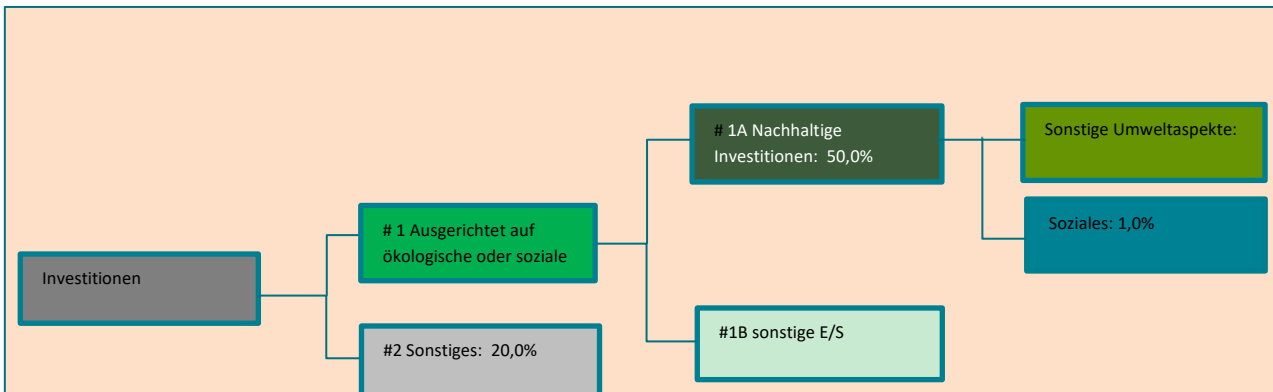 # 1A Nachhaltige
Investitionen: 50,0%
Sonstige Umweltaspekte:
Soziales: 1,0%
# 1 Ausgerichtet auf
ökologische oder soziale
Investitionen
#1B sonstige E/S
#2 Sonstiges: 20,0%